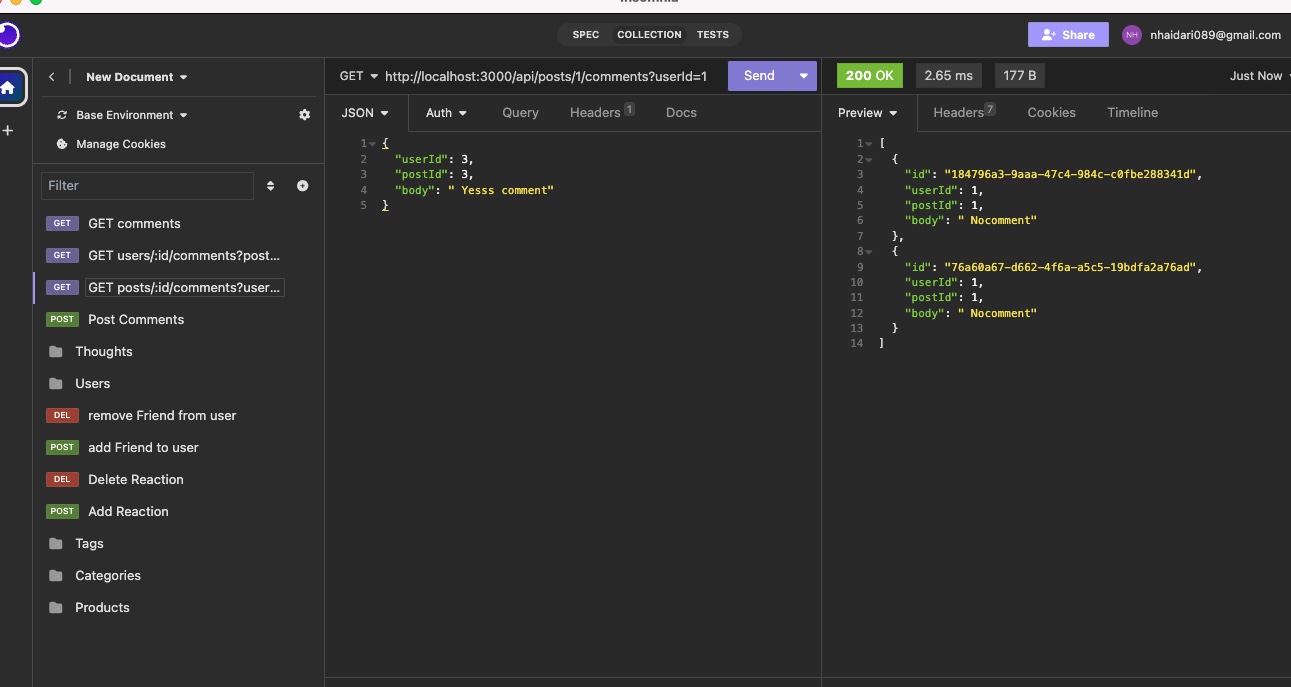 SPEC COLLECTION TESTS
Share
NH nhaidari089@gmail.com
New Document
Base Environment
Manage Cookies
Filter
GET GET comments
GET GET users/:id/comments?post...
GET GET posts/:id/comments?user...
POST Post Comments
Thoughts
Users
DEL remove Friend from user
POST add Friend to user
DEL Delete Reaction
POST Add Reaction
Tags
Categories
Products
GET http://localhost:3000/api/posts/1/comments?userId=1 Send
JSON Auth Query Headers 1 Docs
1 {
2 "userId": 3,
3 "postId": 3,
4 "body": " Yesss comment"
5 }
200 OK 2.65 ms 177 B Just Now
Preview Headers 7 Cookies Timeline
1 [
2 {
3 "id": "184796a3-9aaa-47c4-984c-c0fbe288341d",
4 "userId": 1,
5 "postId": 1,
6 "body": " Nocomment"
7 },
8 {
9 "id": "76a60a67-d662-4f6a-a5c5-19bdfa2a76ad",
10 "userId": 1,
11 "postId": 1,
12 "body": " Nocomment"
13 }
14 ]